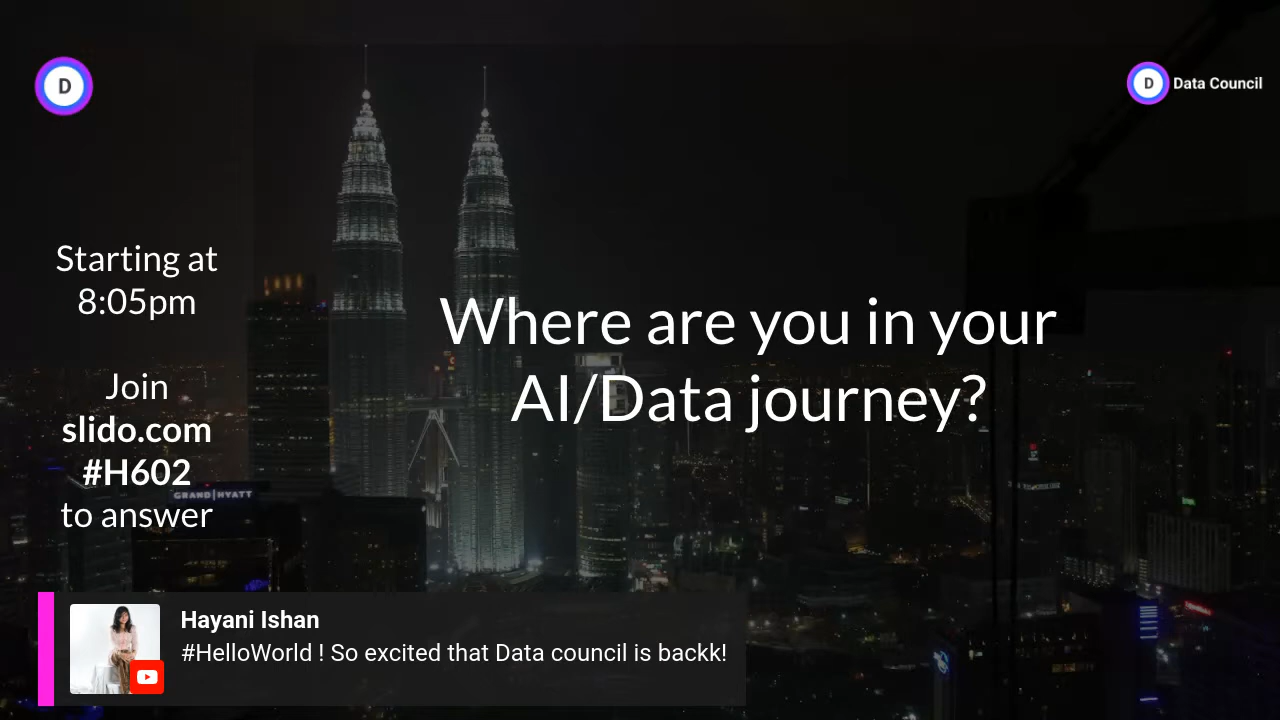 D
D Data Council
Starting at
8:05pm
Join
slido.com
#H602
to answer
Where are you in your
AI/Data journey?
GRAND|HYATT
Hayani Ishan
#HelloWorld ! So excited that Data council is backk!